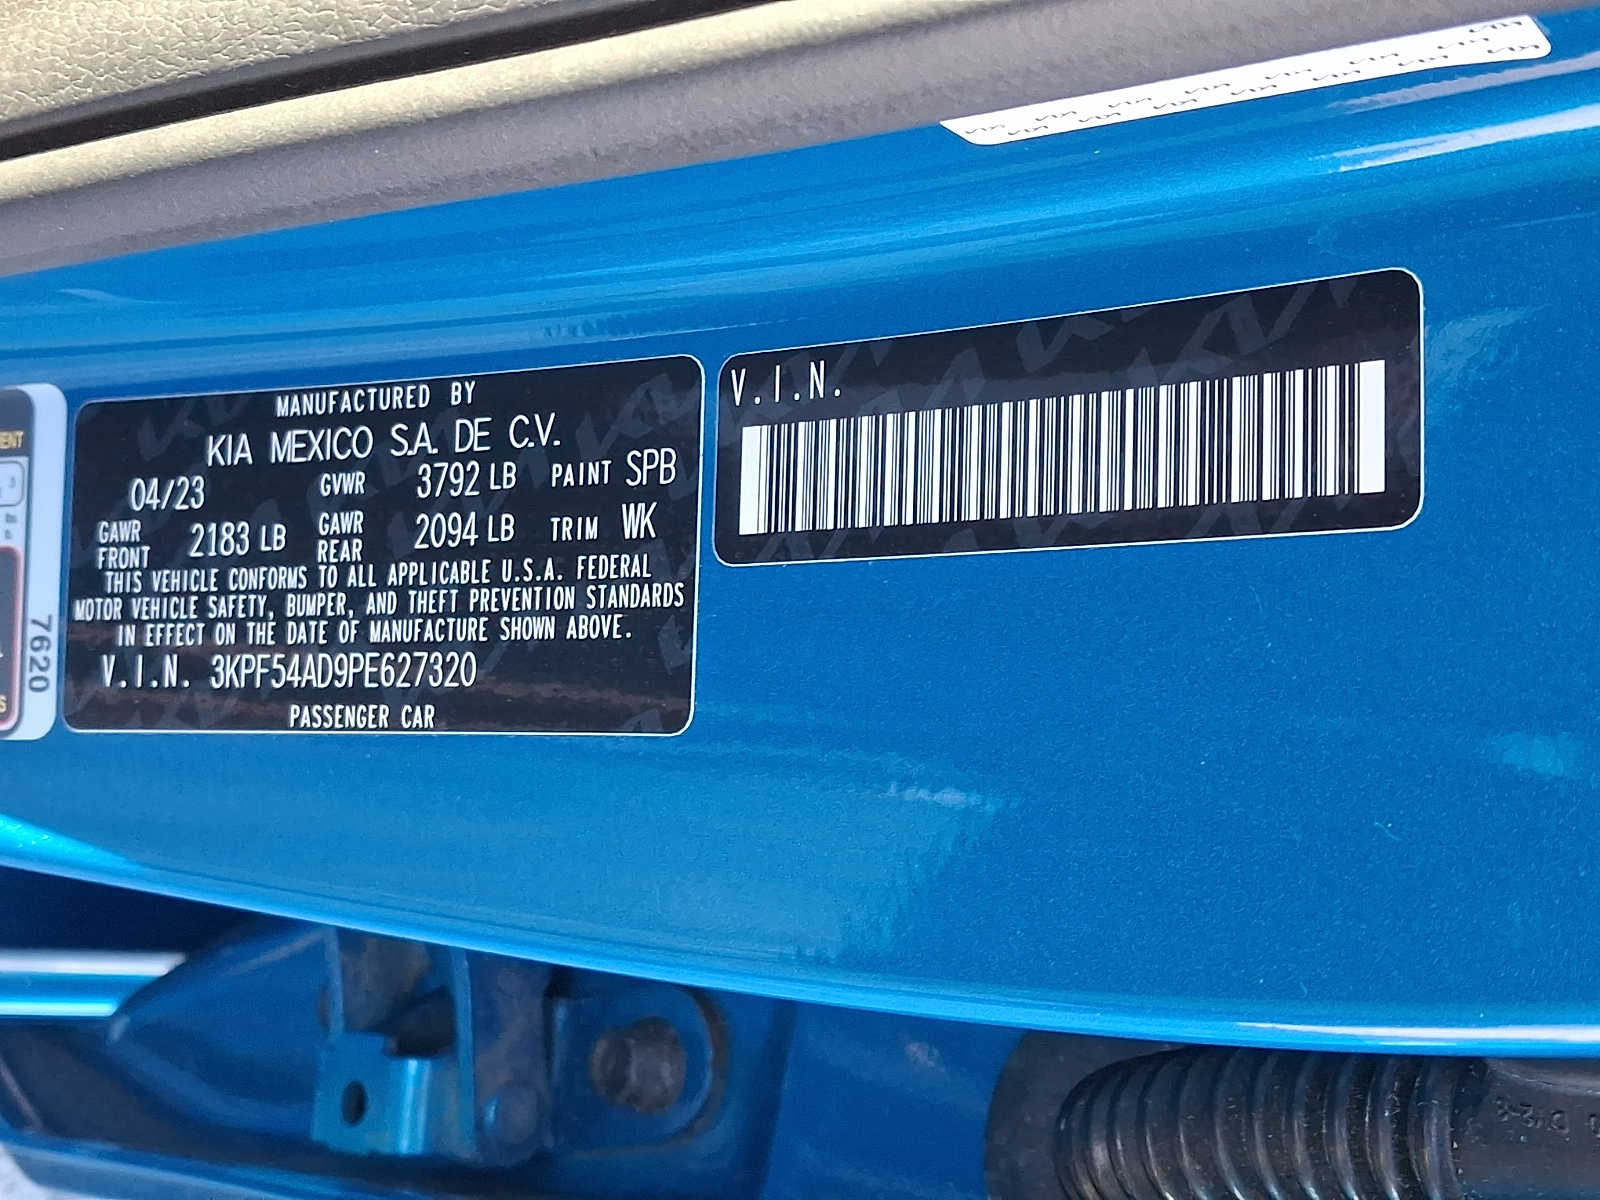 MANUFACTURED BY
KIA MEXICO S.A. DE C.V.
04/23 GVWR 3792 LB PAINT SPB
GAWR FRONT 2183 LB GAWR REAR 2094 LB TRIM WK
THIS VEHICLE CONFORMS TO ALL APPLICABLE U.S.A. FEDERAL
MOTOR VEHICLE SAFETY, BUMPER, AND THEFT PREVENTION STANDARDS
IN EFFECT ON THE DATE OF MANUFACTURE SHOWN ABOVE.
V.I.N. 3KPF54AD9PE627320
PASSENGER CAR
V.I.N.
7620